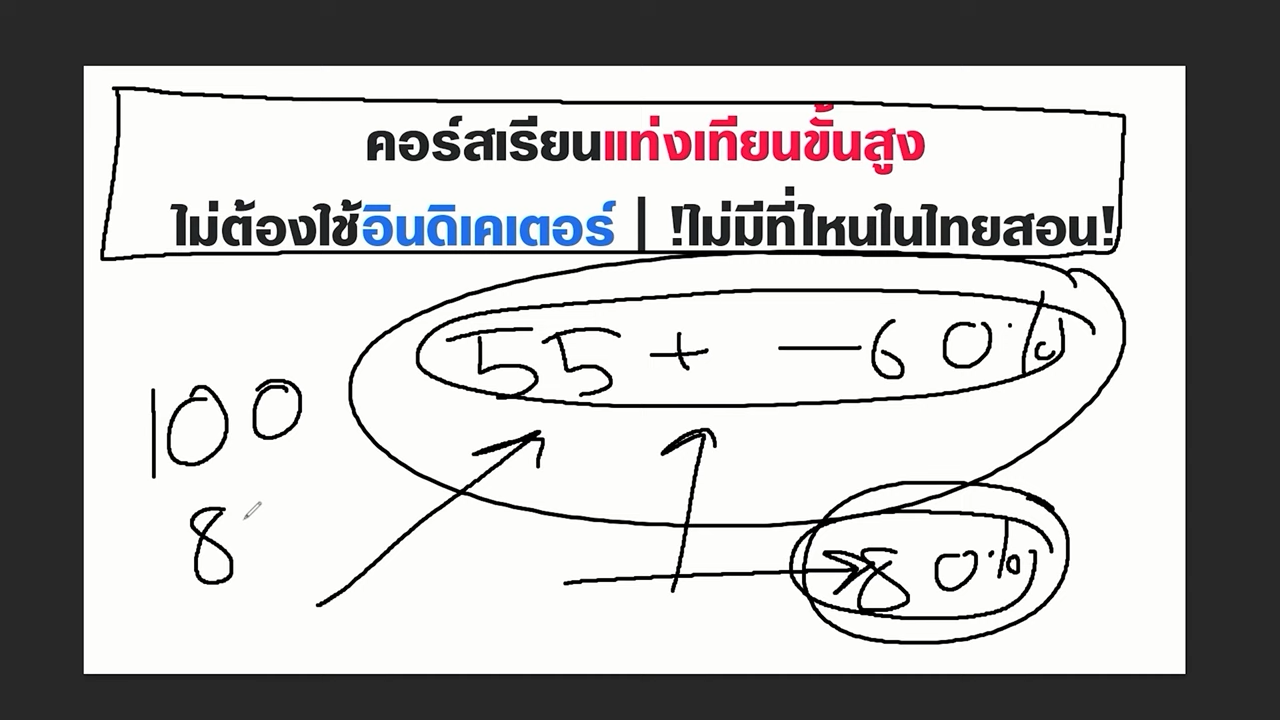 คอร์สเรียนแท่งเทียนขั้นสูง
ไม่ต้องใช้อินดิเคเตอร์ | !ไม่มีที่ไหนในไทยสอน!
55+ - 60%
100
8
80%